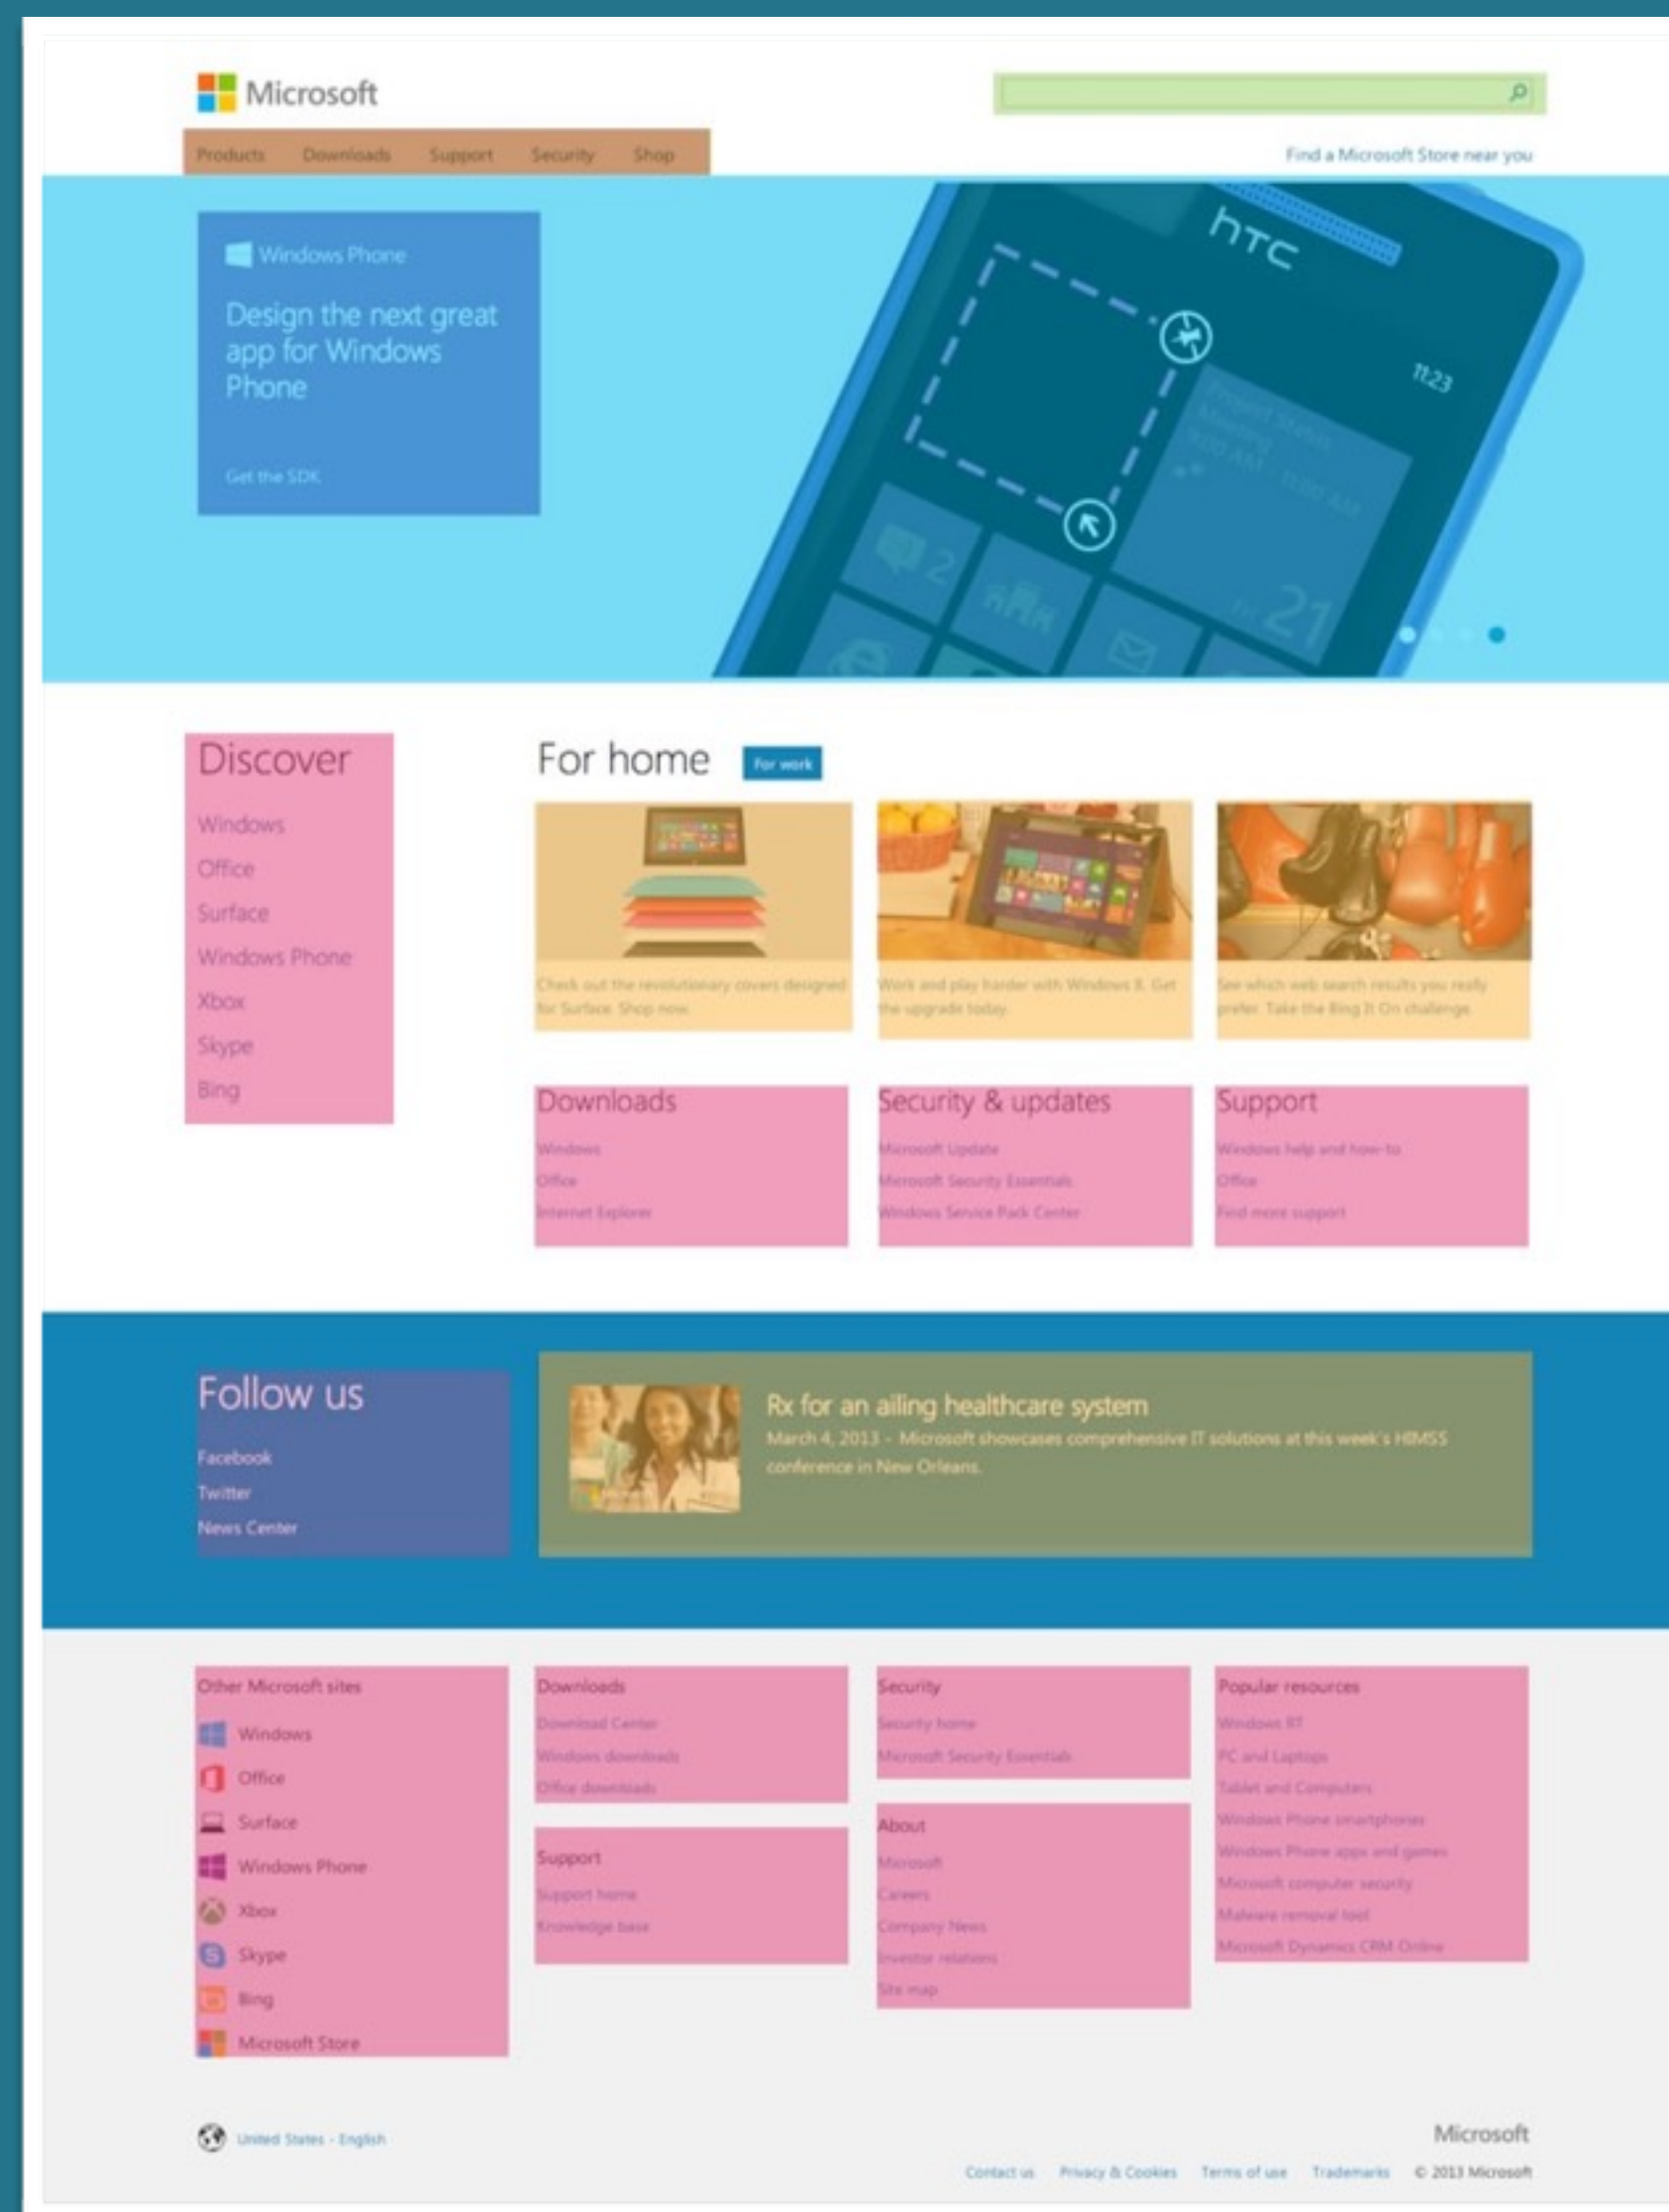 Microsoft
Products Downloads Support Security Shop
Find a Microsoft Store near you
Windows Phone
Design the next great
app for Windows
Phone
Get the SDK
hTC
11:23
Project Status
Meeting
9:00 AM - 11:00 AM
2
21
Discover
Windows
Office
Surface
Windows Phone
Xbox
Skype
Bing
For home
For work
Check out the revolutionary covers designed
for Surface. Shop now.
Work and play harder with Windows 8. Get
the upgrade today.
See which web search results you really
prefer. Take the Bing It On challenge.
Downloads
Windows
Office
Internet Explorer
Security & updates
Microsoft Update
Microsoft Security Essentials
Windows Service Pack Center
Support
Windows help and how-to
Office
Find more support
Follow us
Facebook
Twitter
News Center
Rx for an ailing healthcare system
March 4, 2013 - Microsoft showcases comprehensive IT solutions at this week's HIMSS
conference in New Orleans.
Other Microsoft sites
Windows
Office
Surface
Windows Phone
Xbox
Skype
Bing
Microsoft Store
Downloads
Download Center
Windows downloads
Office downloads
Support
Support home
Knowledge base
Security
Security home
Microsoft Security Essentials
About
Microsoft
Careers
Company News
Investor relations
Site map
Popular resources
Windows RT
PC and Laptops
Tablet and Computers
Windows Phone smartphones
Windows Phone apps and games
Microsoft computer security
Malware removal tool
Microsoft Dynamics CRM Online
United States - English
Microsoft
Contact us Privacy & Cookies Terms of use Trademarks © 2013 Microsoft